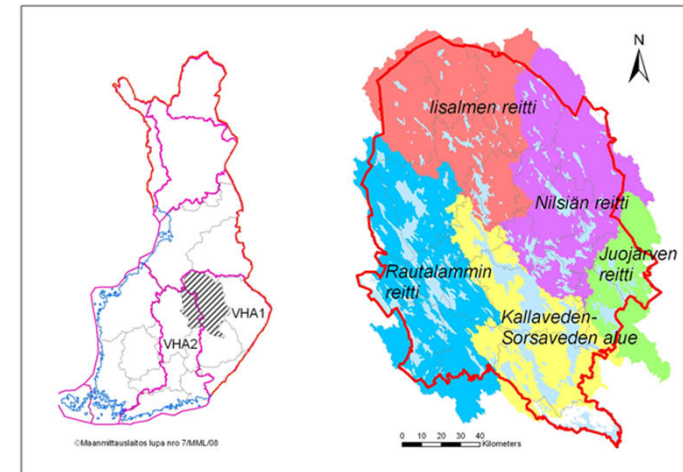 VHA1
VHA2
©Maanmittauslaitos lupa nro 7/MML/08
N
Iisalmen reitti
Nilsiän reitti
Juojärven
reitti
Rautalammin
reitti
Kallaveden-
Sorsaveden alue
0 10 20 30 40
Kilometers